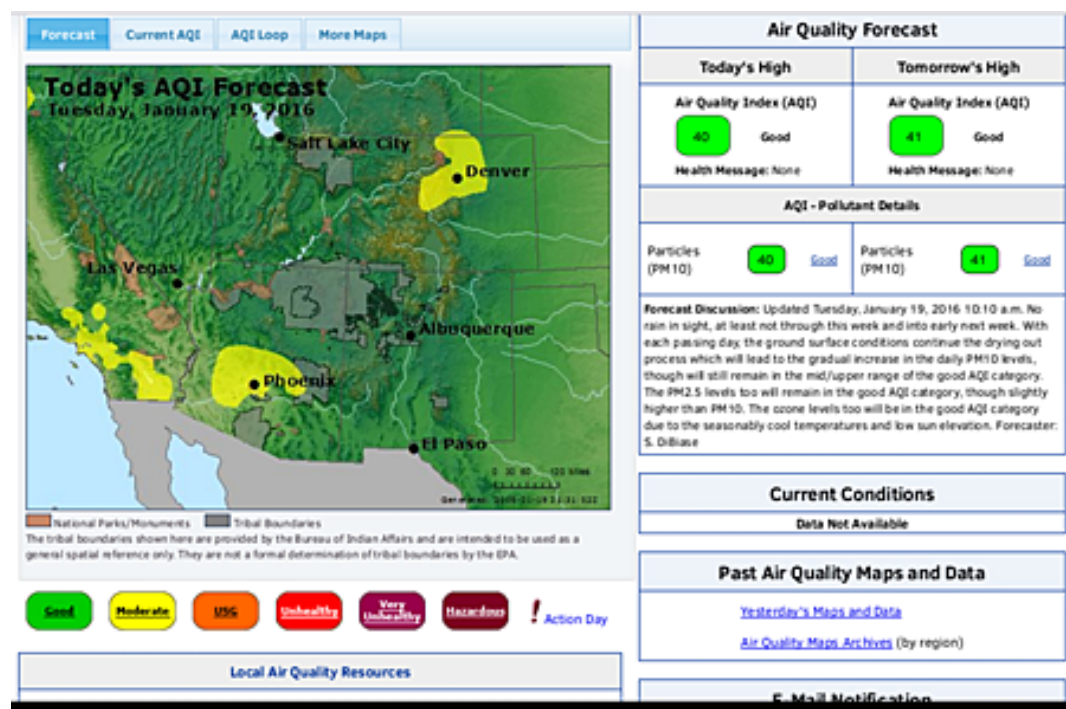 Forecast
Current AQI
AQI Loop
More Maps
Today's AQI Forecast
Tuesday, January 19, 2016
Salt Lake City
Denver
Las Vegas
Albuquerque
Phoenix
El Paso
0 30 60 120 Miles
National Parks/Monuments
Tribal Boundaries
The tribal boundaries shown here are provided by the Bureau of Indian Affairs and are intended to be used as a
general spatial reference only. They are not a formal determination of tribal boundaries by the EPA.
Good
Moderate
USG
Unhealthy
Very
Unhealthy
Hazardous
! Action Day
Local Air Quality Resources
Air Quality Forecast
Today's High
Tomorrow's High
Air Quality Index (AQI)
40 Good
Health Message: None
Air Quality Index (AQI)
41 Good
Health Message: None
AQI - Pollutant Details
Particles
(PM10)
40
Good
Particles
(PM10)
41
Good
Forecast Discussion: Updated Tuesday, January 19, 2016 10:10 a.m. No
rain in sight, at least not through this week and into early next week. With
each passing day, the ground surface conditions continue the drying out
process which will lead to the gradual increase in the daily PM10 levels,
though will still remain in the mid/upper range of the good AQI category.
The PM2.5 levels too will remain in the good AQI category, though slightly
higher than PM10. The ozone levels too will be in the good AQI category
due to the seasonably cool temperatures and low sun elevation. Forecaster:
S. DiBiase
Current Conditions
Data Not Available
Past Air Quality Maps and Data
Yesterday's Maps and Data
Air Quality Maps Archives (by region)
E-Mail Notification